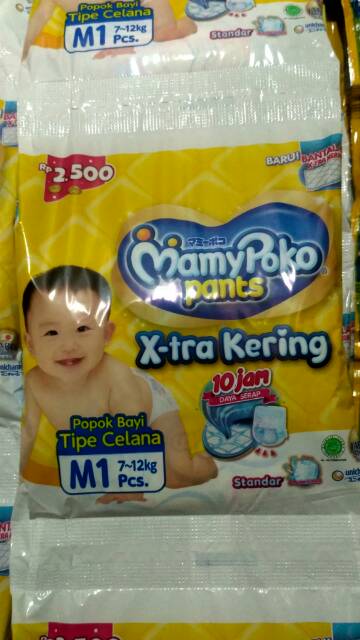 Popok Bayi
Tipe Celana
M1 7~12kg
Pcs.
Standar
Rp 2.500
BARU! BANTAL
マミーポコ
MamyPoko
pants
X-tra Kering
10 jam
DAYA SERAP
Popok Bayi
Tipe Celana
M1 7~12kg
Pcs.
Standar